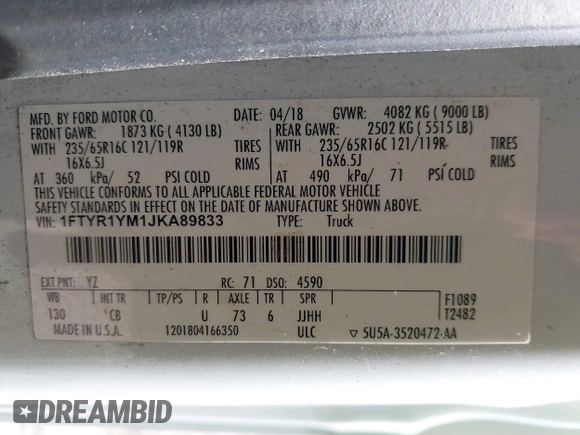 MFD. BY FORD MOTOR CO. DATE: 04/18 GVWR: 4082 KG ( 9000 LB)
FRONT GAWR: 1873 KG ( 4130 LB) REAR GAWR: 2502 KG ( 5515 LB)
WITH 235/65R16C 121/119R TIRES WITH 235/65R16C 121/119R TIRES
16X6.5J RIMS 16X6.5J RIMS
AT 360 kPa/ 52 PSI COLD AT 490 kPa/ 71 PSI COLD
THIS VEHICLE CONFORMS TO ALL APPLICABLE FEDERAL MOTOR VEHICLE
SAFETY STANDARDS IN EFFECT ON THE DATE OF MANUFACTURE SHOWN ABOVE.
VIN: 1FTYR1YM1JKA89833 TYPE: Truck
EXT PNT: YZ RC: 71 DSO: 4590
WB INT TR TP/PS R AXLE TR SPR F1089
130 CB U 73 6 JJHH T2482
MADE IN U.S.A. 1201804166350 ULC ▽ 5U5A-3520472-AA
DREAMBID